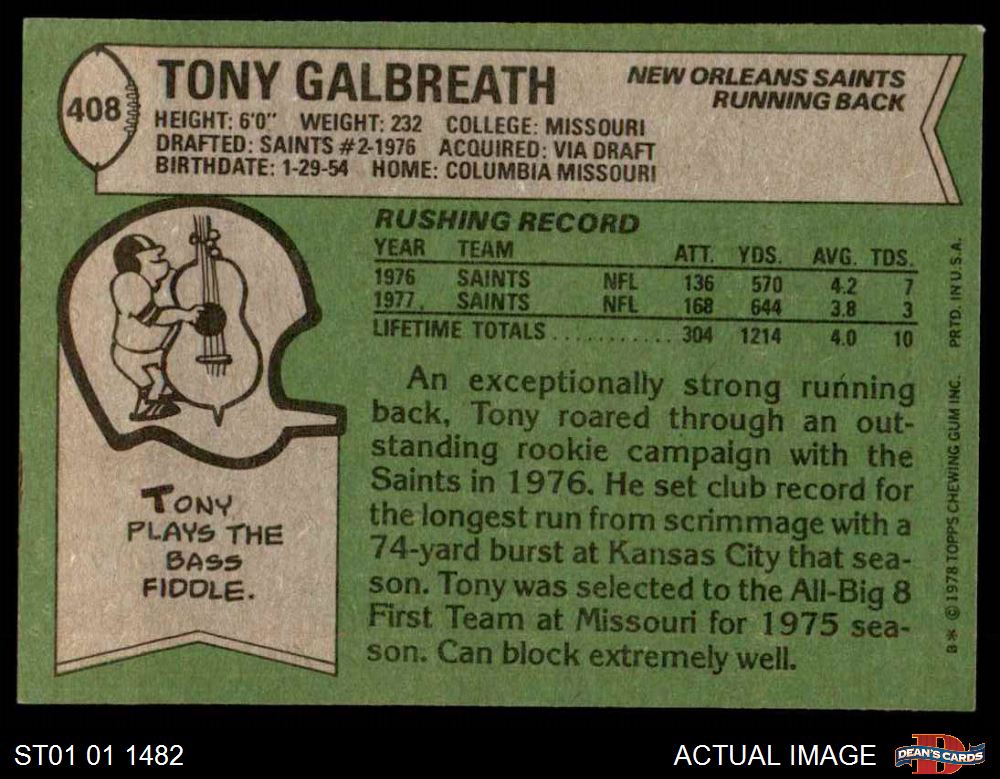 408
TONY GALBREATH
NEW ORLEANS SAINTS
RUNNING BACK
HEIGHT: 6'0" WEIGHT: 232 COLLEGE: MISSOURI
DRAFTED: SAINTS #2-1976 ACQUIRED: VIA DRAFT
BIRTHDATE: 1-29-54 HOME: COLUMBIA MISSOURI
RUSHING RECORD
YEAR TEAM ATT. YDS. AVG. TDS.
1976 SAINTS NFL 136 570 4.2 7
1977 SAINTS NFL 168 644 3.8 3
LIFETIME TOTALS ............ 304 1214 4.0 10
An exceptionally strong running
back, Tony roared through an out-
standing rookie campaign with the
Saints in 1976. He set club record for
the longest run from scrimmage with a
74-yard burst at Kansas City that sea-
son. Tony was selected to the All-Big 8
First Team at Missouri for 1975 sea-
son. Can block extremely well.
TONY
PLAYS THE
BASS
FIDDLE.
B* © 1978 TOPPS CHEWING GUM INC. PRTD. IN U.S.A.
ST01 01 1482
ACTUAL IMAGE
D
DEAN'S CARDS